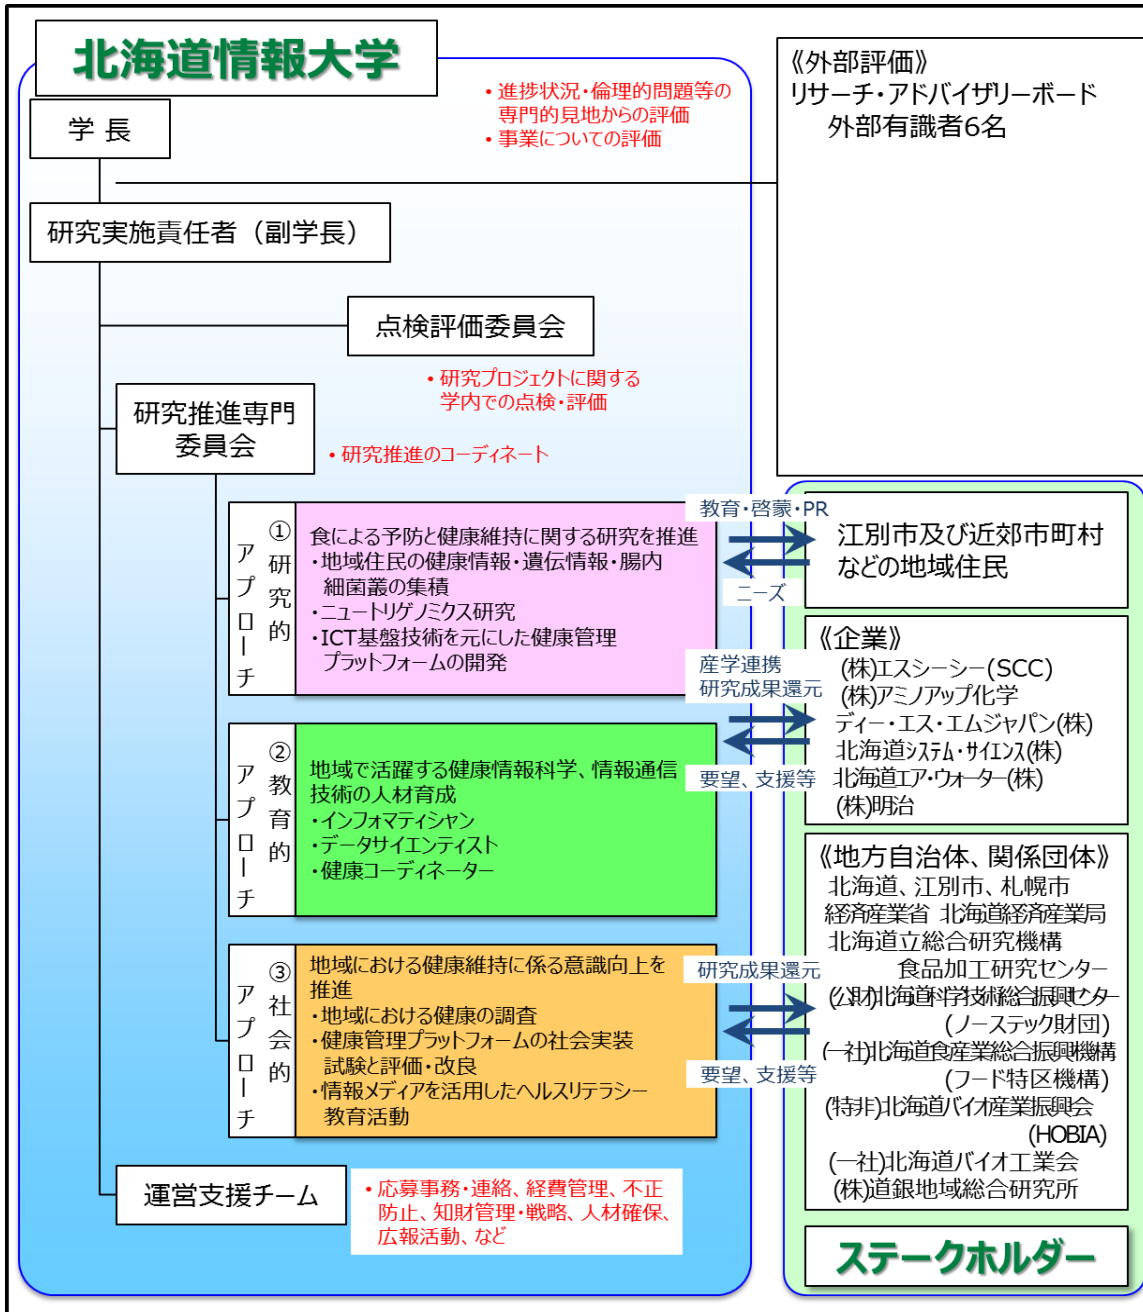 北海道情報大学
学 長
・進捗状況・倫理的問題等の
専門的見地からの評価
・事業についての評価
《外部評価》
リサーチ・アドバイザリーボード
外部有識者6名
研究実施責任者（副学長）
点検評価委員会
・研究プロジェクトに関する
学内での点検・評価
研究推進専門
委員会
・研究推進のコーディネート
①研究的
アプローチ
食による予防と健康維持に関する研究を推進
・地域住民の健康情報・遺伝情報・腸内
細菌叢の集積
・ニュートリゲノミクス研究
・ICT基盤技術を元にした健康管理
プラットフォームの開発
②教育的
アプローチ
地域で活躍する健康情報科学、情報通信
技術の人材育成
・インフォマティシャン
・データサイエンティスト
・健康コーディネーター
③社会的
アプローチ
地域における健康維持に係る意識向上を
推進
・地域における健康の調査
・健康管理プラットフォームの社会実装
試験と評価・改良
・情報メディアを活用したヘルスリテラシー
教育活動
運営支援チーム
・応募事務・連絡、経費管理、不正
防止、知財管理・戦略、人材確保、
広報活動、など
教育・啓蒙・PR
ニーズ
産学連携
研究成果還元
要望、支援等
研究成果還元
要望、支援等
江別市及び近郊市町村
などの地域住民
《企業》
(株)エスシーシー(SCC)
(株)アミノアップ化学
ディー・エス・エムジャパン(株)
北海道システム・サイエンス(株)
北海道エア・ウォーター(株)
(株)明治
《地方自治体、関係団体》
北海道、江別市、札幌市
経済産業省 北海道経済産業局
北海道立総合研究機構
食品加工研究センター
(公財)北海道科学技術総合振興センター
(ノーステック財団)
(一社)北海道食産業総合振興機構
(フード特区機構)
(特非)北海道バイオ産業振興会
(HOBIA)
(一社)北海道バイオ工業会
(株)道銀地域総合研究所
ステークホルダー